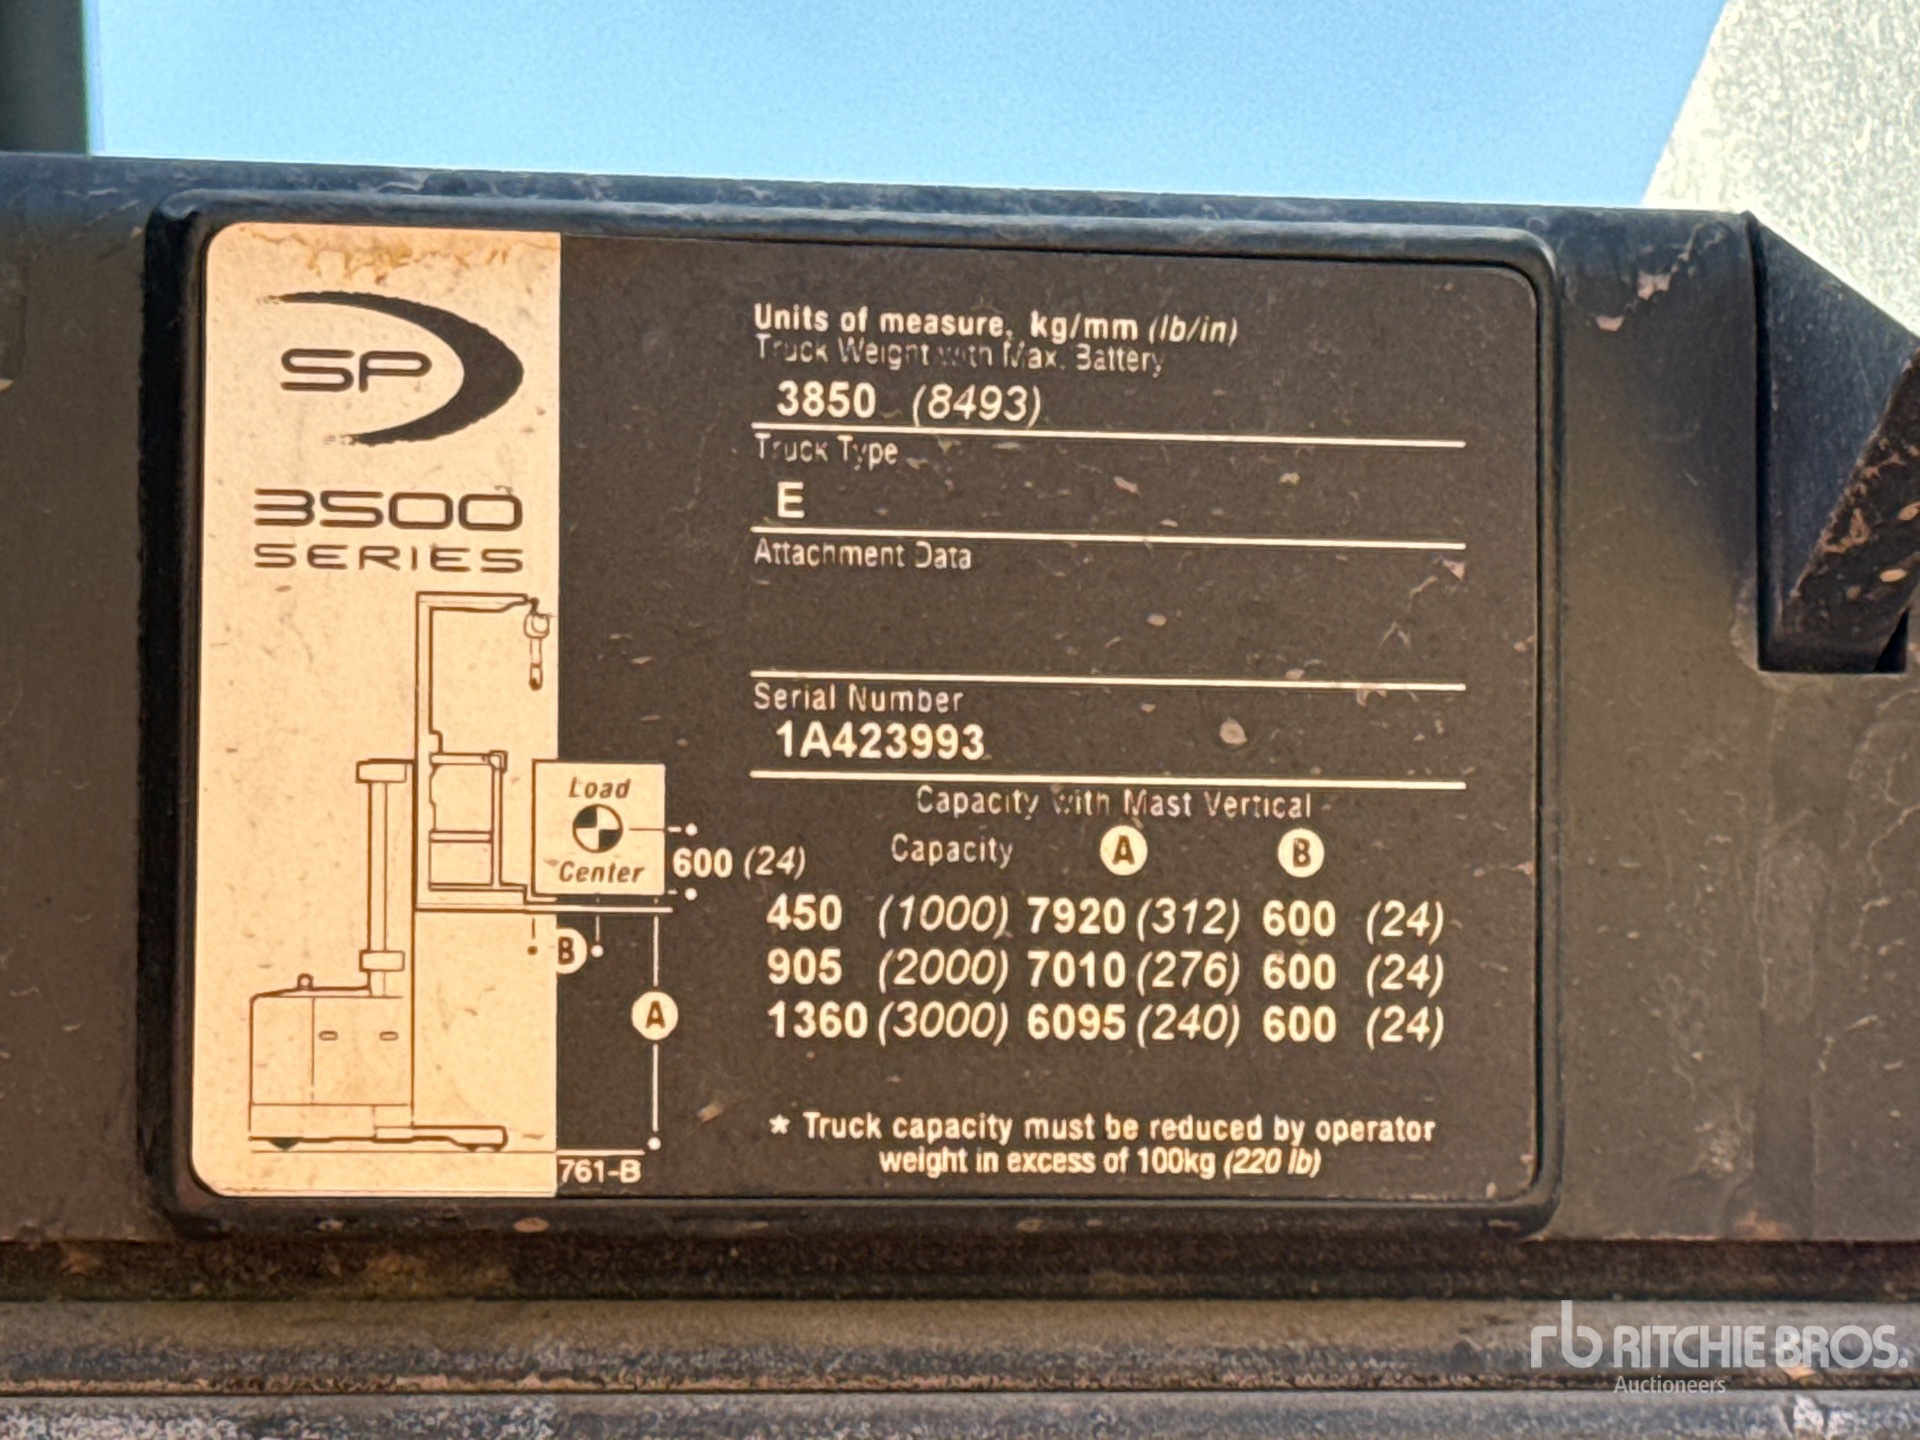 SP
3500
SERIES
Load
Center
600 (24)
B
A
761-B
Units of measure, kg/mm (lb/in)
Truck Weight with Max. Battery
3850 (8493)
Truck Type
E
Attachment Data
Serial Number
1A423993
Capacity with Mast Vertical
Capacity A B
450 (1000) 7920 (312) 600 (24)
905 (2000) 7010 (276) 600 (24)
1360 (3000) 6095 (240) 600 (24)
* Truck capacity must be reduced by operator
weight in excess of 100kg (220 lb)
rb RITCHIE BROS.
Auctioneers